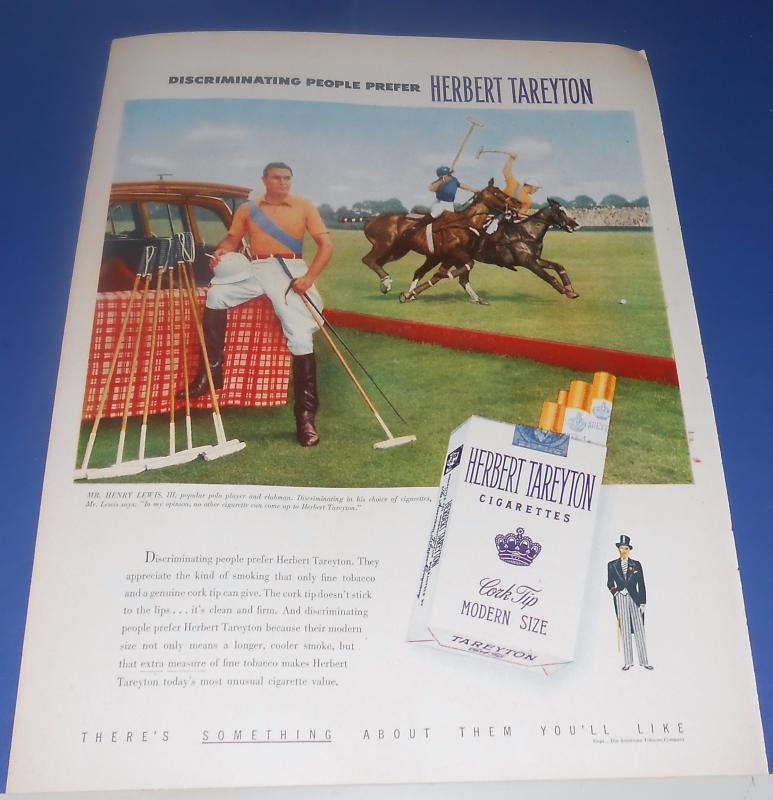 DISCRIMINATING PEOPLE PREFER HERBERT TAREYTON
MR. HENRY LEWIS, III, popular polo player and clubman. Discriminating in his choice of cigarettes,
Mr. Lewis says: "In my opinion, no other cigarette can come up to Herbert Tareyton."
HERBERT TAREYTON
CIGARETTES
Cork Tip
MODERN SIZE
TAREYTON
Discriminating people prefer Herbert Tareyton. They
appreciate the kind of smoking that only fine tobacco
and a genuine cork tip can give. The cork tip doesn't stick
to the lips . . . it's clean and firm. And discriminating
people prefer Herbert Tareyton because their modern
size not only means a longer, cooler smoke, but
that extra measure of fine tobacco makes Herbert
Tareyton today's most unusual cigarette value.
THERE'S SOMETHING ABOUT THEM YOU'LL LIKE
Copr., The American Tobacco Company